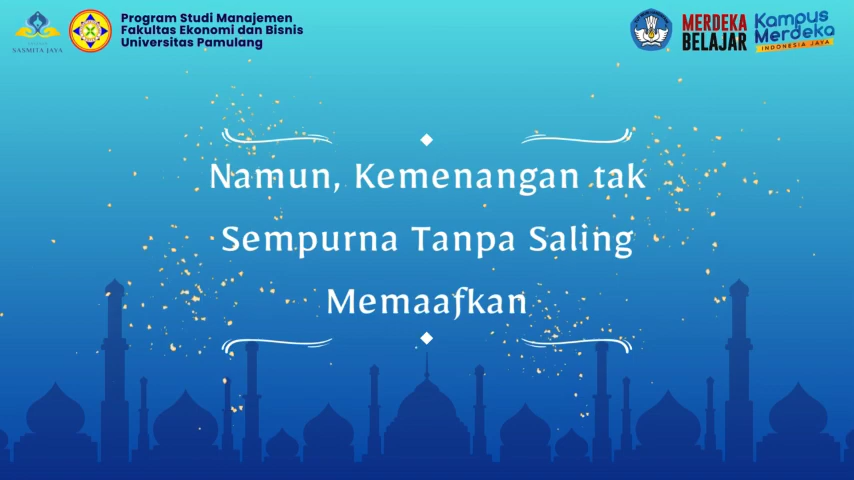 SASMITA JAYA
Program Studi Manajemen
Fakultas Ekonomi dan Bisnis
Universitas Pamulang
MERDEKA
BELAJAR
Kampus
Merdeka
INDONESIA JAYA
Namun, Kemenangan tak
Sempurna Tanpa Saling
Memaafkan